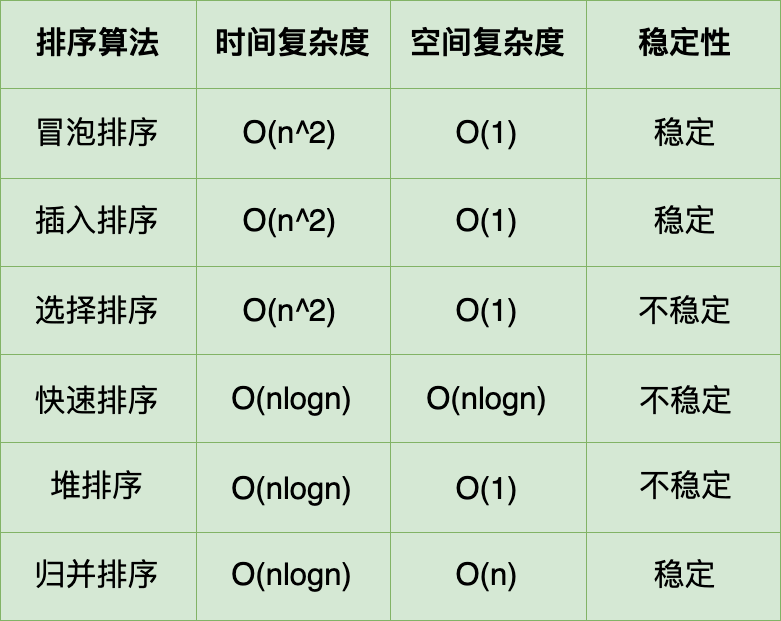 排序算法 时间复杂度 空间复杂度 稳定性
冒泡排序 O(n^2) O(1) 稳定
插入排序 O(n^2) O(1) 稳定
选择排序 O(n^2) O(1) 不稳定
快速排序 O(nlogn) O(nlogn) 不稳定
堆排序 O(nlogn) O(1) 不稳定
归并排序 O(nlogn) O(n) 稳定